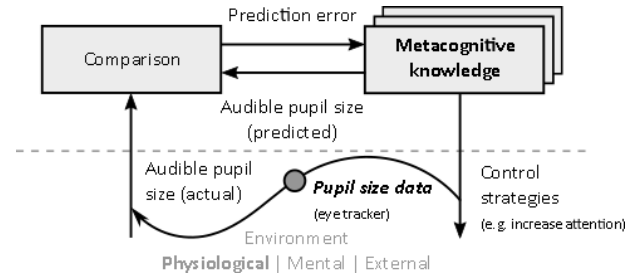 Prediction error
Comparison
Metacognitive
knowledge
Audible pupil size
(predicted)
Audible pupil
size (actual)
Pupil size data
(eye tracker)
Control
strategies
(e.g. increase attention)
Environment
Physiological | Mental | External